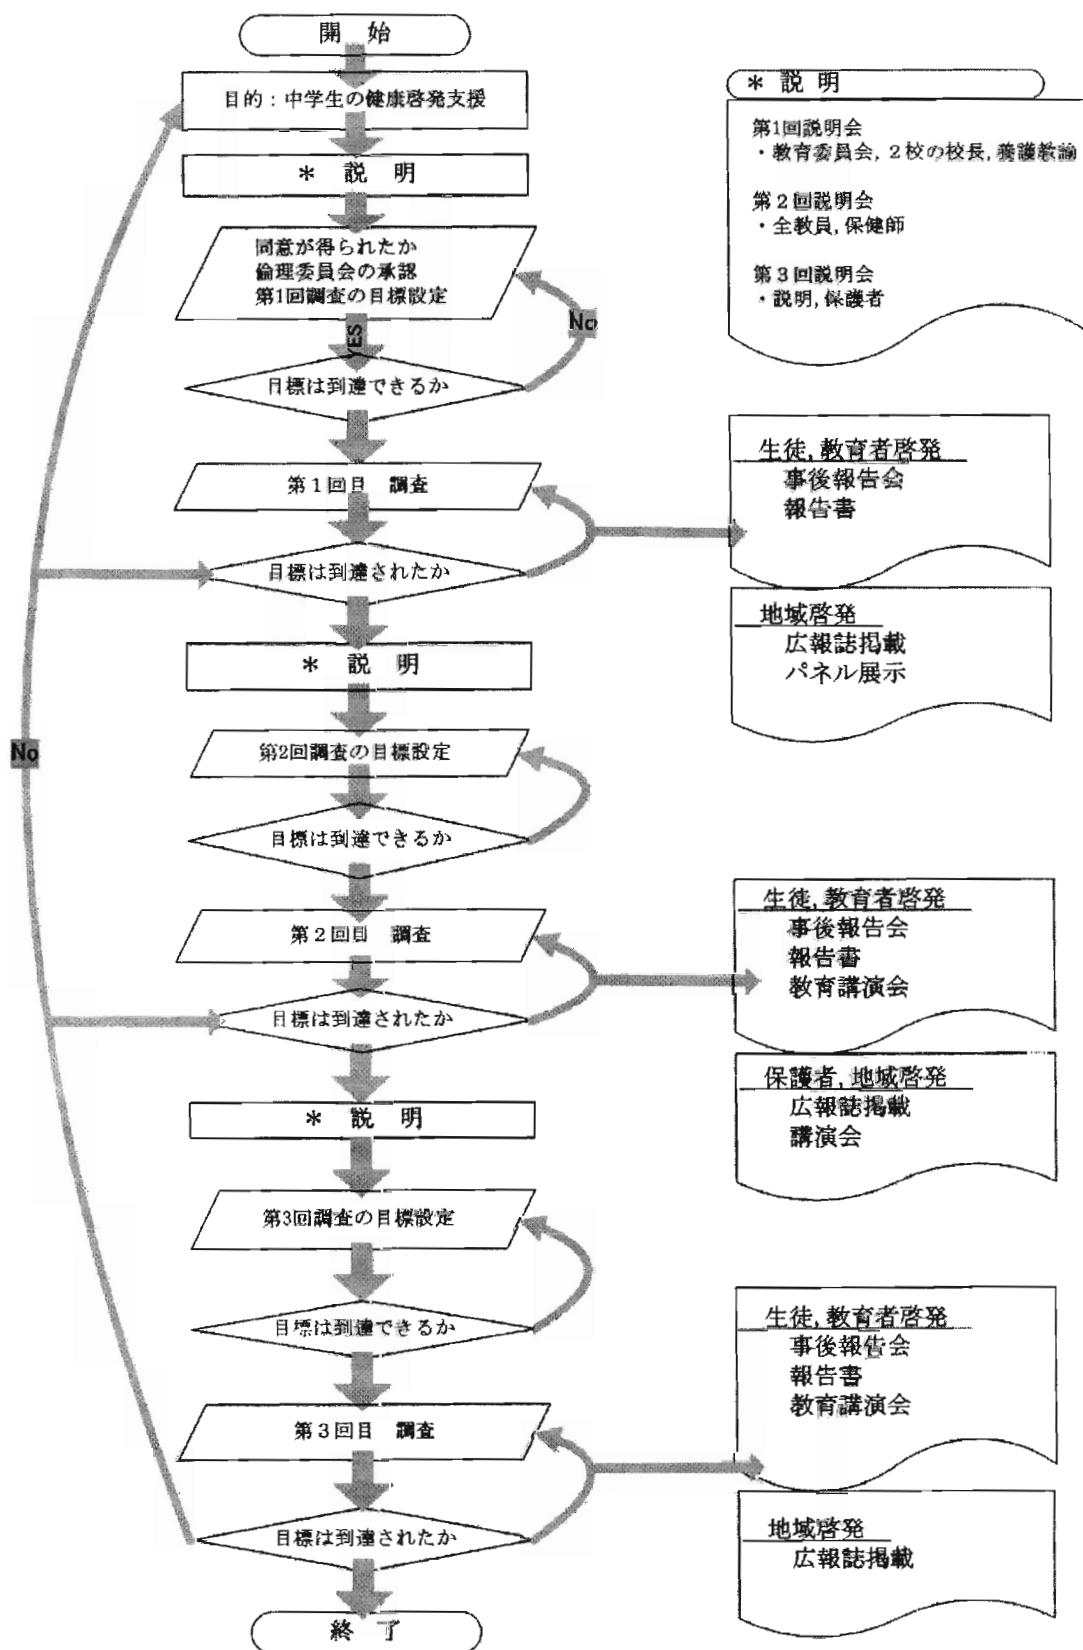 開 始
目的：中学生の健康啓発支援
＊ 説 明
同意が得られたか
倫理委員会の承認
第1回調査の目標設定
No
YES
目標は到達できるか
第１回目 調査
目標は到達されたか
＊ 説 明
第2回調査の目標設定
No
目標は到達できるか
第２回目 調査
目標は到達されたか
＊ 説 明
第3回調査の目標設定
目標は到達できるか
第３回目 調査
目標は到達されたか
終 了
＊ 説 明
第1回説明会
・教育委員会，２校の校長，養護教諭
第２回説明会
・全教員，保健師
第３回説明会
・説明，保護者
生徒，教育者啓発
事後報告会
報告書
地域啓発
広報誌掲載
パネル展示
生徒，教育者啓発
事後報告会
報告書
教育講演会
保護者，地域啓発
広報誌掲載
講演会
生徒，教育者啓発
事後報告会
報告書
教育講演会
地域啓発
広報誌掲載